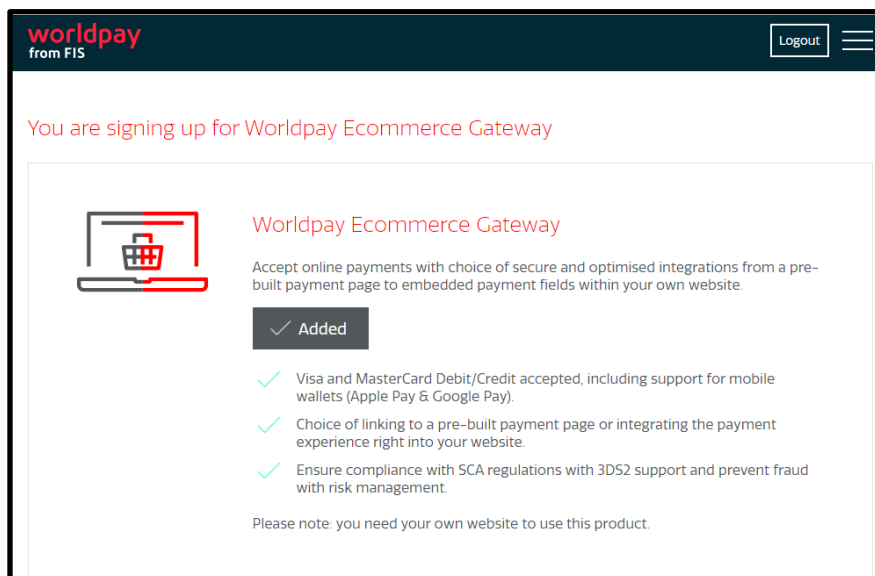 worldpay
from FIS
Logout
You are signing up for Worldpay Ecommerce Gateway
Worldpay Ecommerce Gateway
Accept online payments with choice of secure and optimised integrations from a pre-
built payment page to embedded payment fields within your own website.
Added
Visa and MasterCard Debit/Credit accepted, including support for mobile
wallets (Apple Pay & Google Pay).
Choice of linking to a pre-built payment page or integrating the payment
experience right into your website.
Ensure compliance with SCA regulations with 3DS2 support and prevent fraud
with risk management.
Please note: you need your own website to use this product.